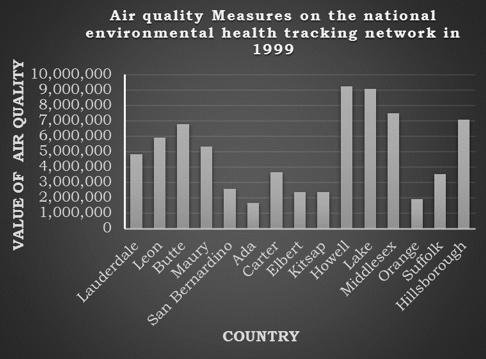 Air quality Measures on the national
environmental health tracking network in
1999
VALUE OF AIR QUALITY
10,000,000
9,000,000
8,000,000
7,000,000
6,000,000
5,000,000
4,000,000
3,000,000
2,000,000
1,000,000
0
Lauderdale
Leon
Butte
Maury
San Bernardino
Ada
Carter
Elbert
Kitsap
Howell
Lake
Middlesex
Orange
Suffolk
Hillsborough
COUNTRY